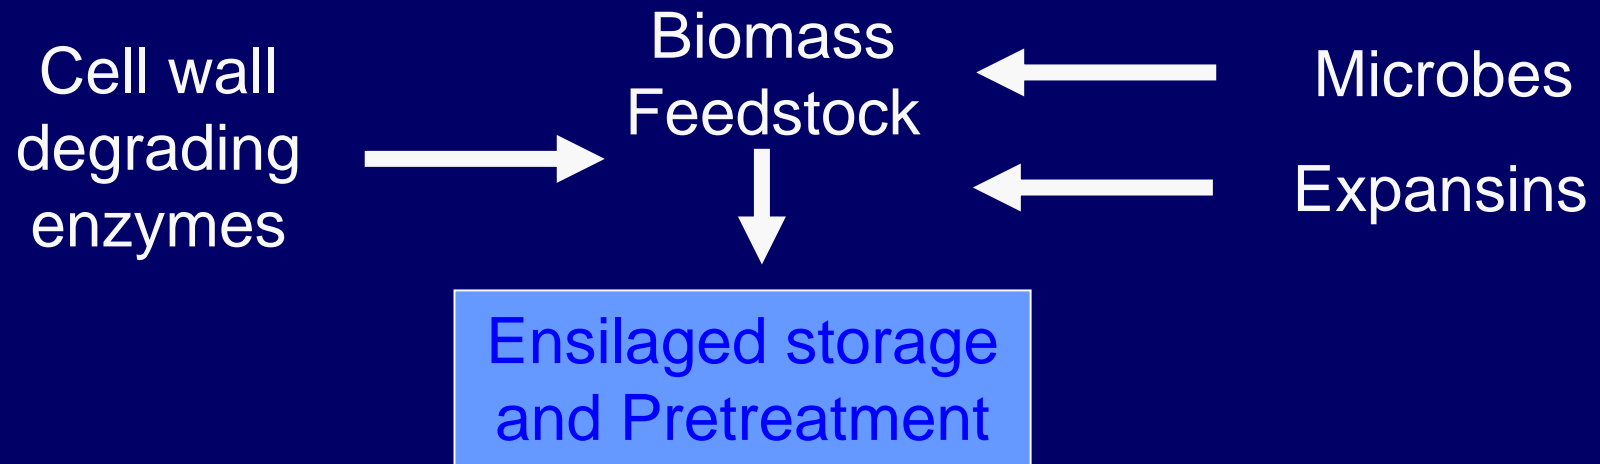 Cell wall
degrading
enzymes
Biomass
Feedstock
Microbes
Expansins
Ensilaged storage
and Pretreatment